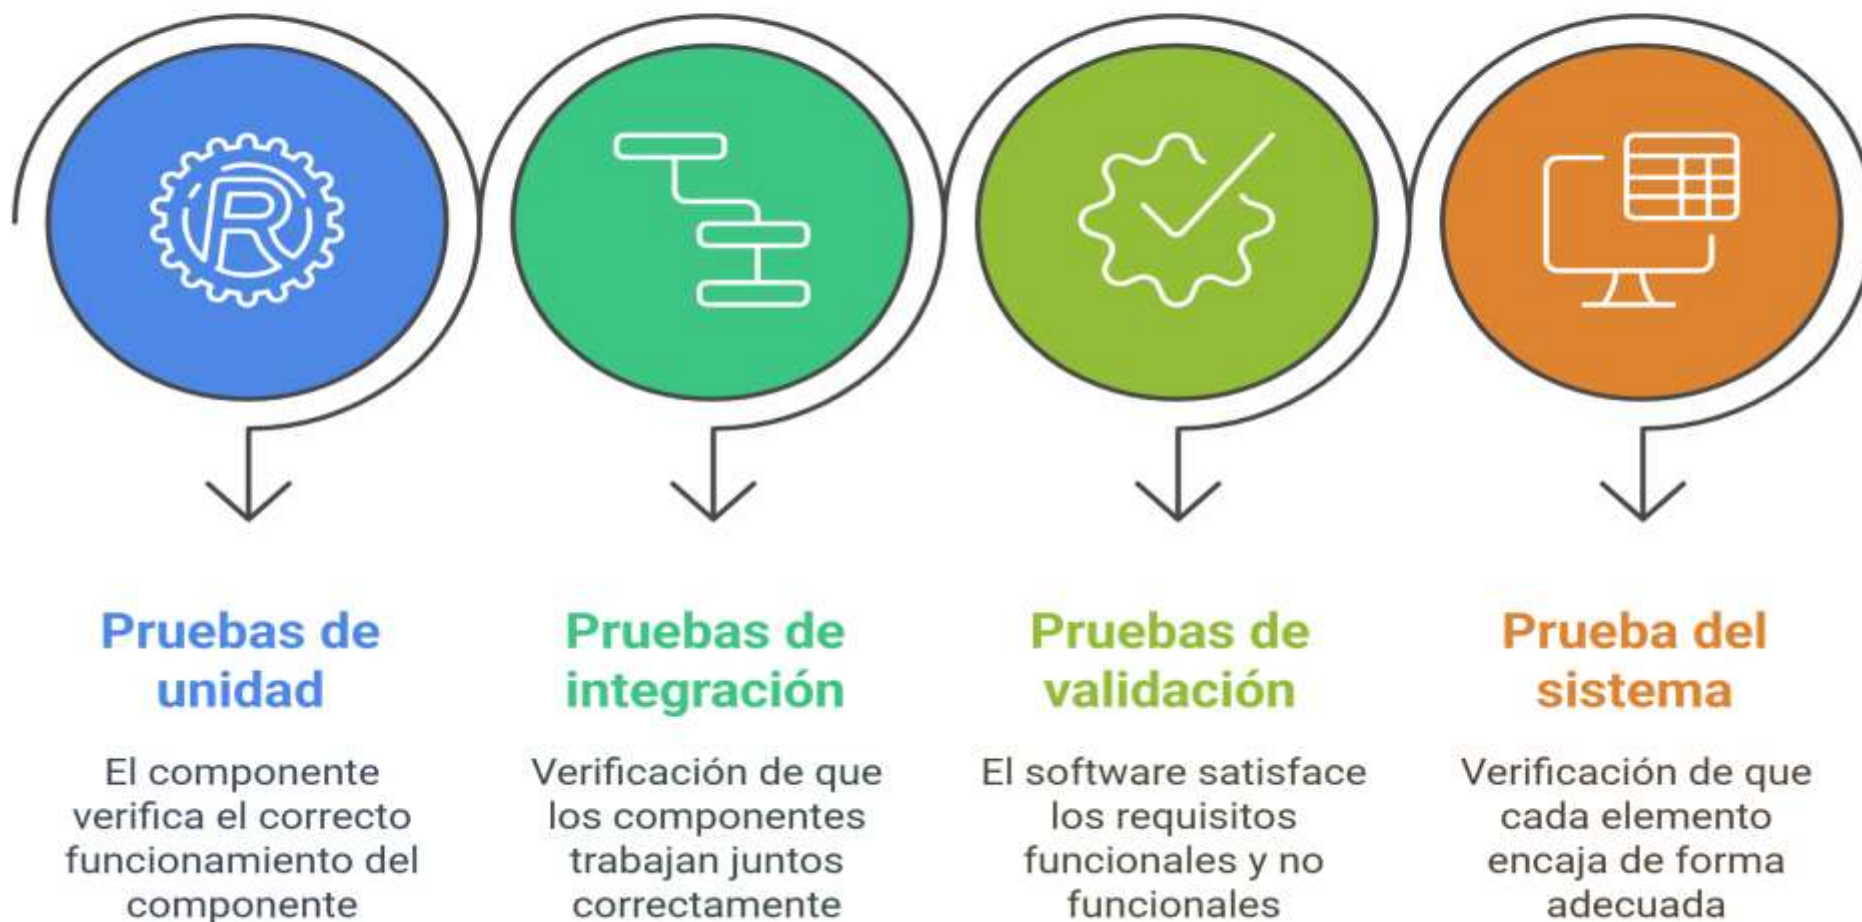 Pruebas de
unidad
El componente
verifica el correcto
funcionamiento del
componente
Pruebas de
integración
Verificación de que
los componentes
trabajan juntos
correctamente
Pruebas de
validación
El software satisface
los requisitos
funcionales y no
funcionales
Prueba del
sistema
Verificación de que
cada elemento
encaja de forma
adecuada